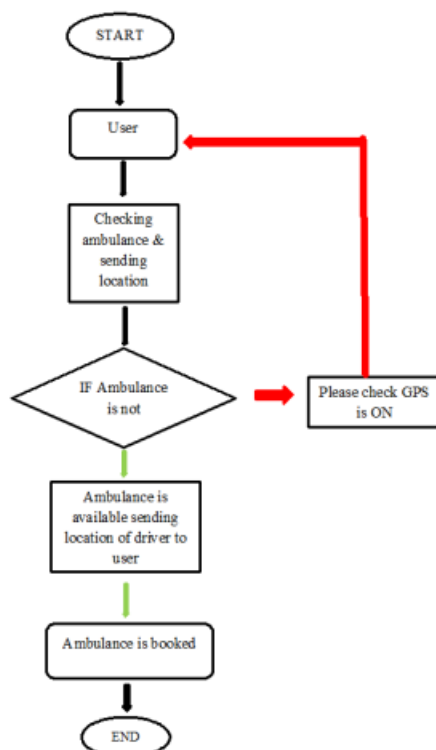 START
User
Checking
ambulance &
sending
location
IF Ambulance
is not
Please check GPS
is ON
Ambulance is
available sending
location of driver to
user
Ambulance is booked
END